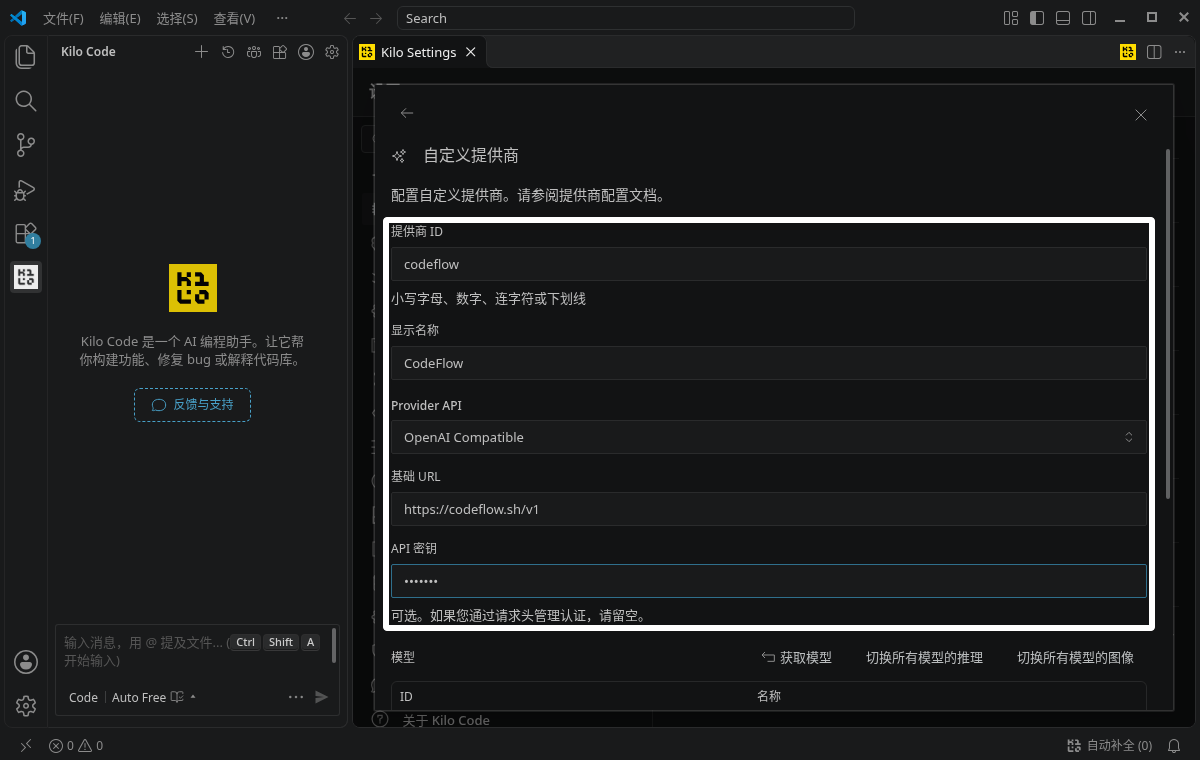 文件(F) 编辑(E) 选择(S) 查看(V) ··· Search
Kilo Code
Kilo Settings
自定义提供商
配置自定义提供商。请参阅提供商配置文档。
提供商 ID
codeflow
小写字母、数字、连字符或下划线
显示名称
CodeFlow
Provider API
OpenAI Compatible
基础 URL
https://codeflow.sh/v1
API 密钥
•••••••
可选。如果您通过请求头管理认证，请留空。
模型 获取模型 切换所有模型的推理 切换所有模型的图像
ID 名称
关于 Kilo Code
1
Kilo Code 是一个 AI 编程助手。让它帮
你构建功能、修复 bug 或解释代码库。
反馈与支持
输入消息，用 @ 提及文件... (Ctrl Shift A
开始输入)
Code Auto Free
0 0 自动补全 (0)